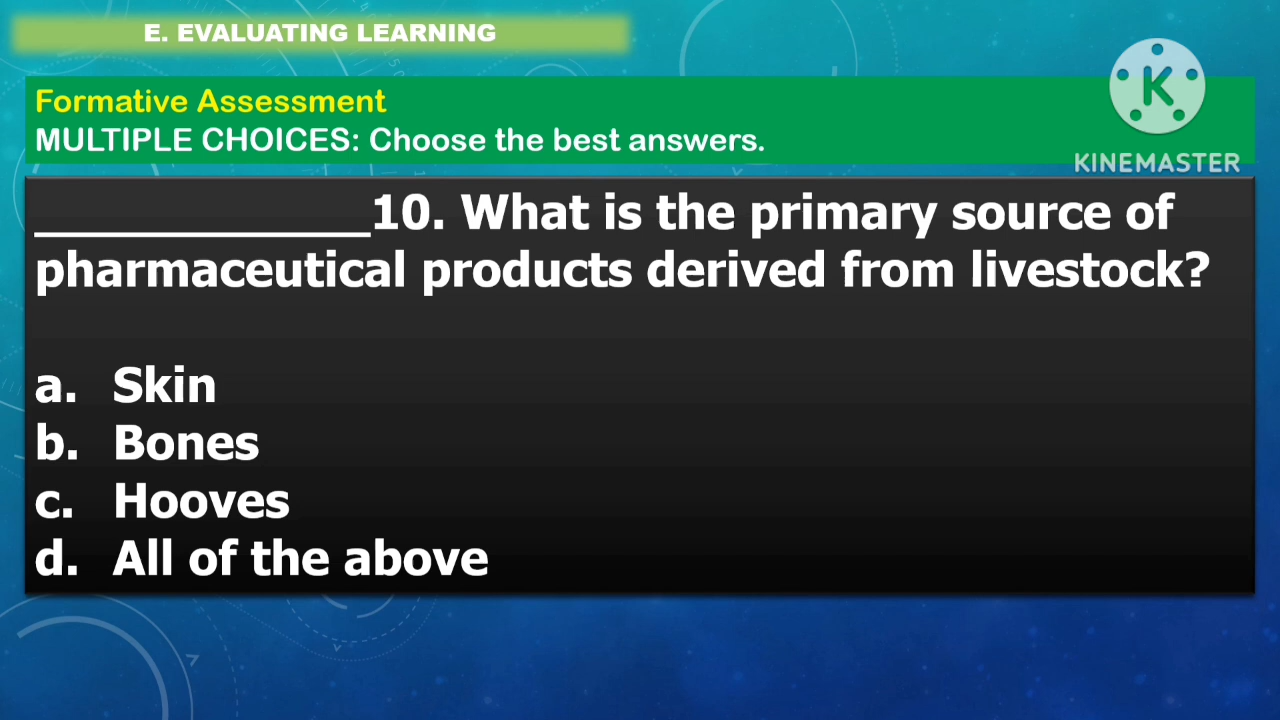 E. EVALUATING LEARNING
Formative Assessment
MULTIPLE CHOICES: Choose the best answers.
K
KINEMASTER
______________10. What is the primary source of
pharmaceutical products derived from livestock?
a. Skin
b. Bones
c. Hooves
d. All of the above